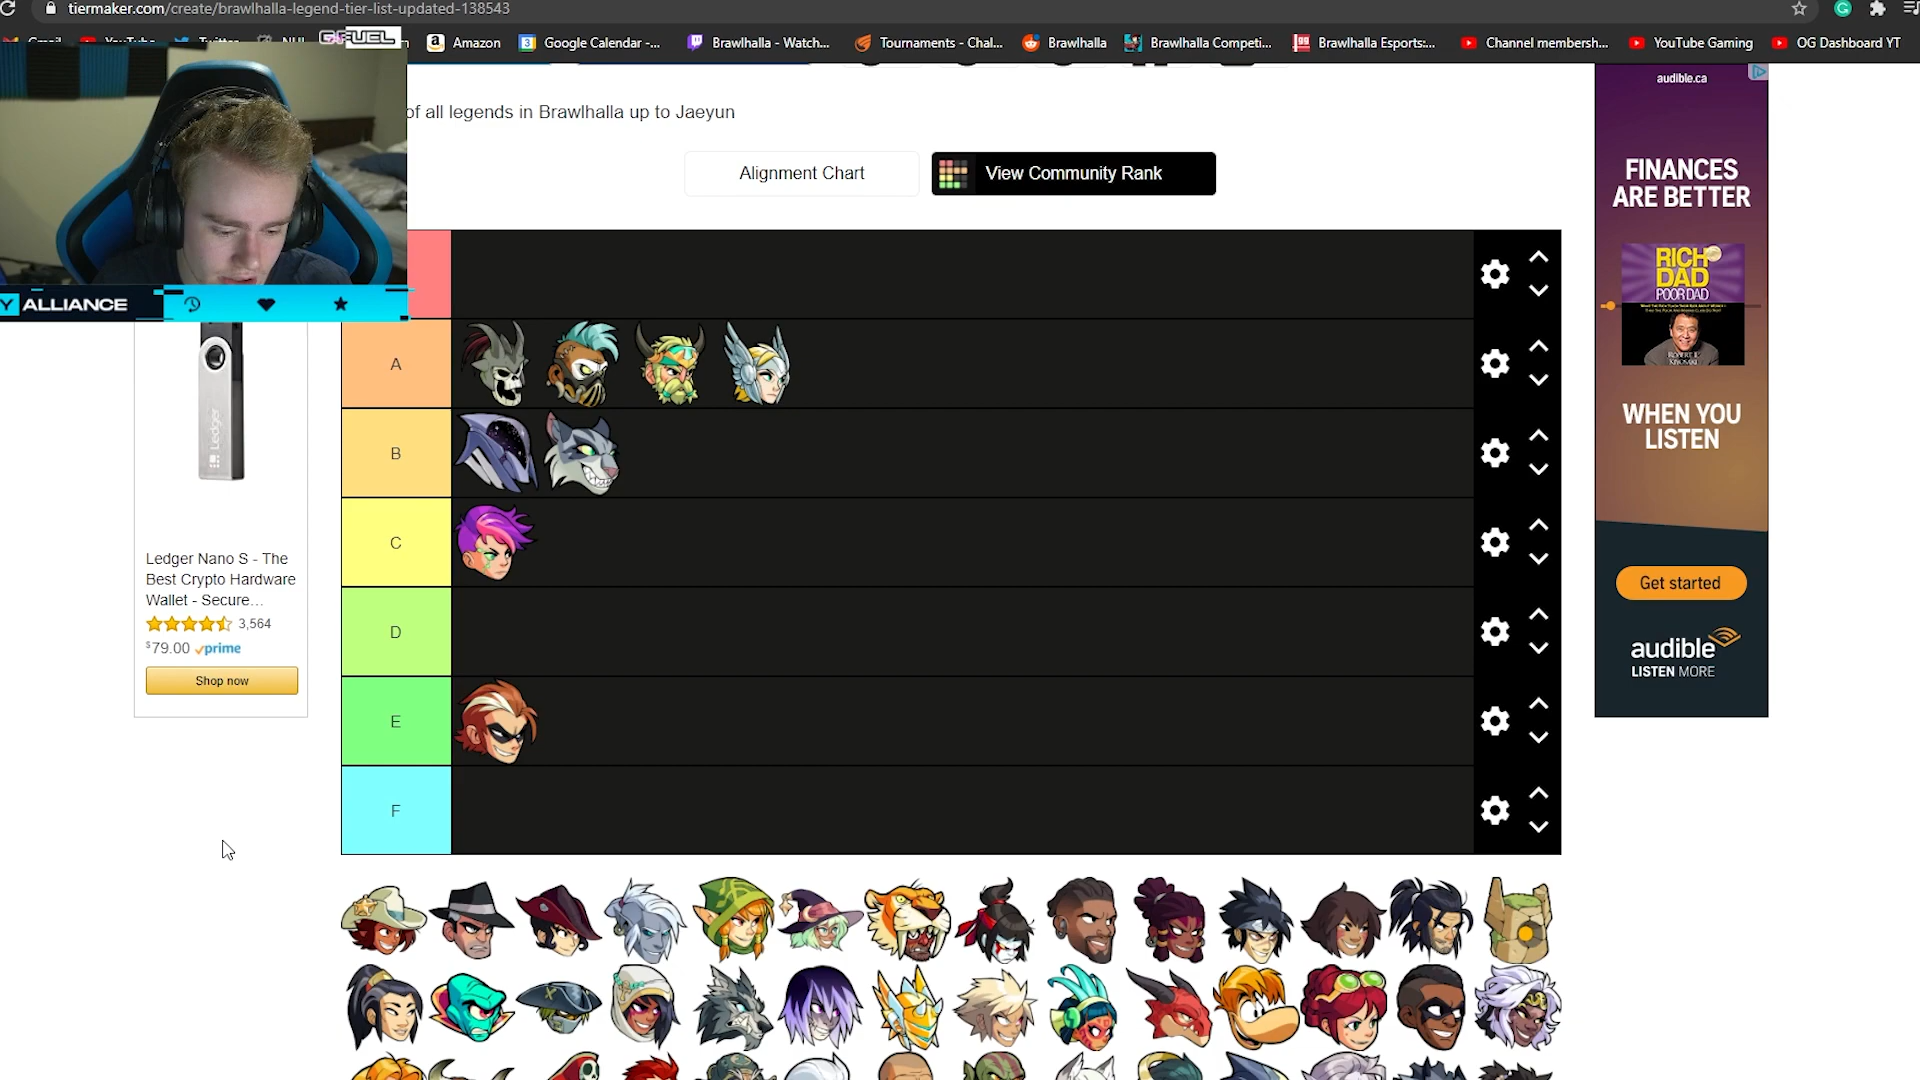 tiermaker.com/create/brawlhalla-legend-tier-list-updated-138543
G FUEL
Amazon
Google Calendar -...
Brawlhalla - Watch...
Tournaments - Chal...
Brawlhalla
Brawlhalla Competi...
Brawlhalla Esports:...
Channel membersh...
YouTube Gaming
OG Dashboard YT
of all legends in Brawlhalla up to Jaeyun
Alignment Chart
View Community Rank
Y ALLIANCE
A
B
C
D
E
F
Ledger
Ledger Nano S - The
Best Crypto Hardware
Wallet - Secure...
3,564
$79.00 prime
Shop now
audible.ca
FINANCES
ARE BETTER
RICH
DAD
POOR DAD
WHEN YOU
LISTEN
Get started
audible
LISTEN MORE